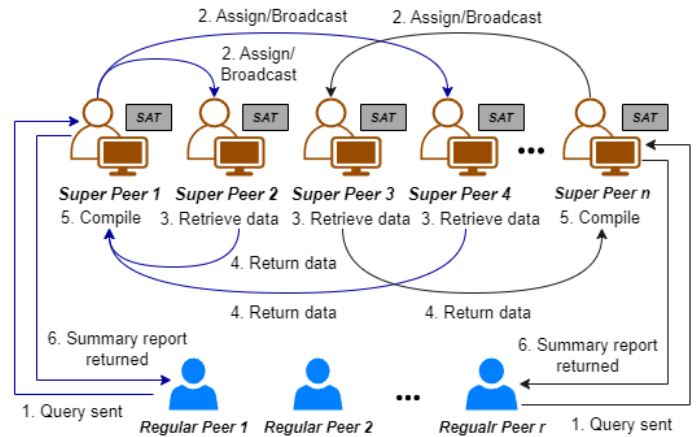 2. Assign/Broadcast
2. Assign/Broadcast
2. Assign/
Broadcast
SAT
SAT
SAT
SAT
SAT
...
Super Peer 1
Super Peer 2
Super Peer 3
Super Peer 4
Super Peer n
5. Compile
3. Retrieve data
3. Retrieve data
3. Retrieve data
5. Compile
4. Return data
4. Return data
4. Return data
6. Summary report
returned
6. Summary report
returned
...
1. Query sent
Regular Peer 1
Regular Peer 2
Regualr Peer r
1. Query sent